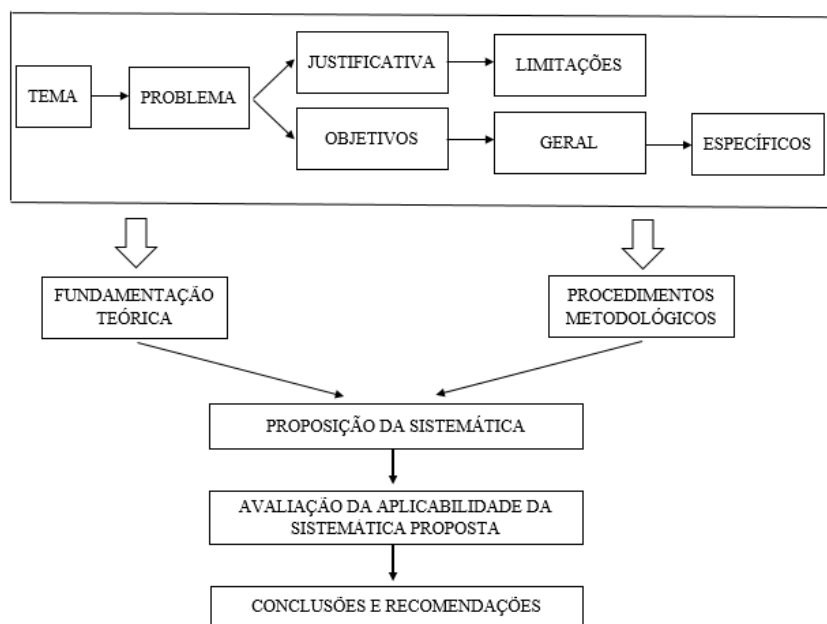 TEMA
PROBLEMA
JUSTIFICATIVA
LIMITAÇÕES
OBJETIVOS
GERAL
ESPECÍFICOS
FUNDAMENTAÇÃO
TEÓRICA
PROCEDIMENTOS
METODOLÓGICOS
PROPOSIÇÃO DA SISTEMÁTICA
AVALIAÇÃO DA APLICABILIDADE DA
SISTEMÁTICA PROPOSTA
CONCLUSÕES E RECOMENDAÇÕES